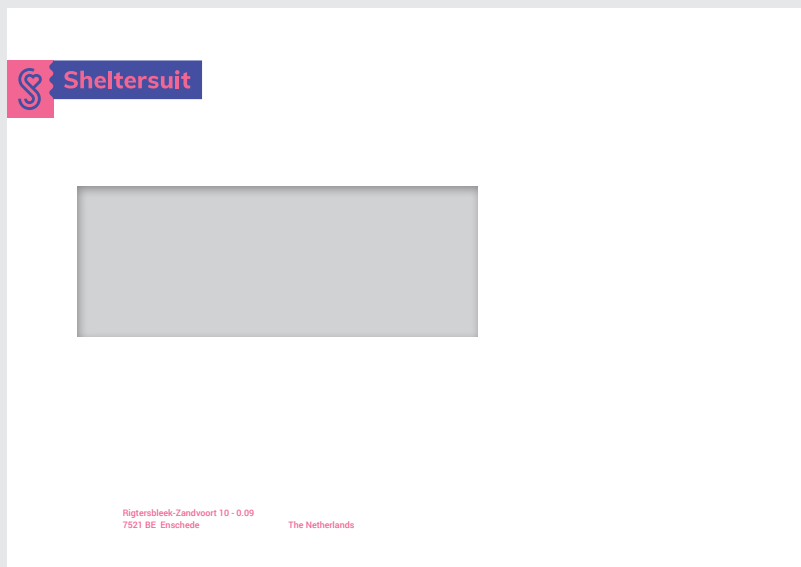 Sheltersuit
Rigtersbleek-Zandvoort 10 - 0.09
7521 BE Enschede The Netherlands